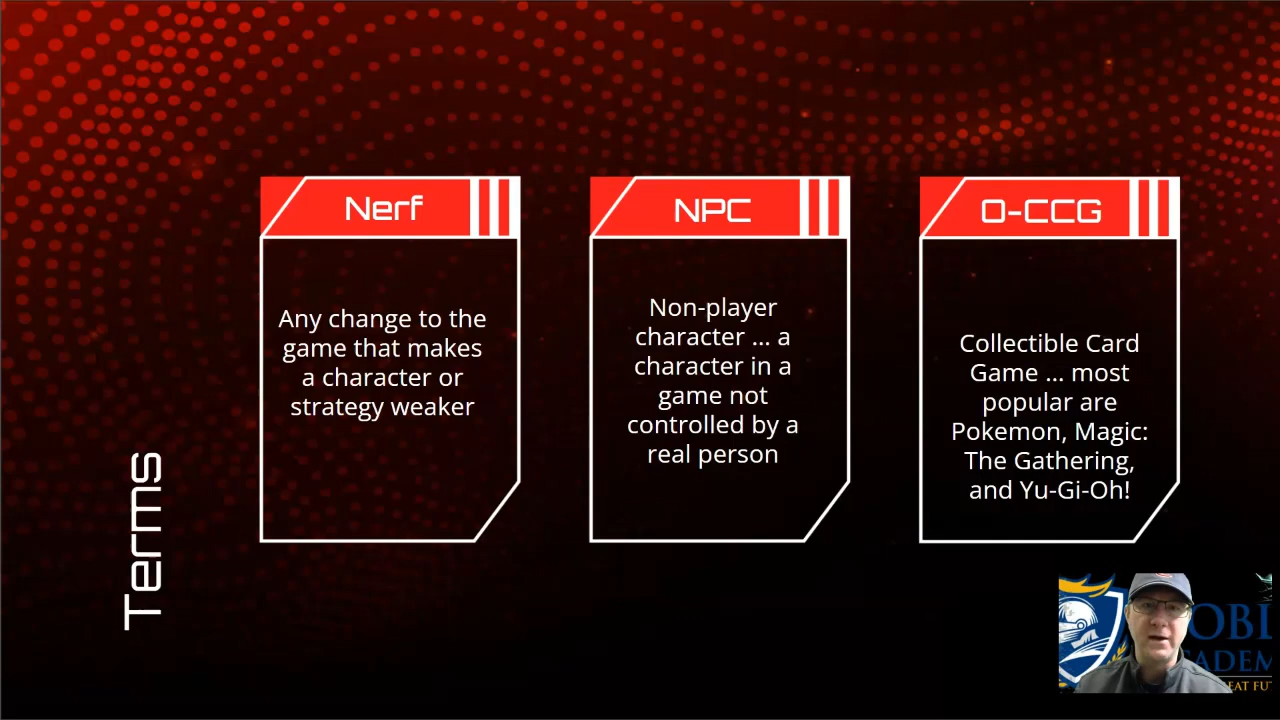 Terms
Nerf
Any change to the
game that makes
a character or
strategy weaker
NPC
Non-player
character ... a
character in a
game not
controlled by a
real person
O-CCG
Collectible Card
Game ... most
popular are
Pokemon, Magic:
The Gathering,
and Yu-Gi-Oh!